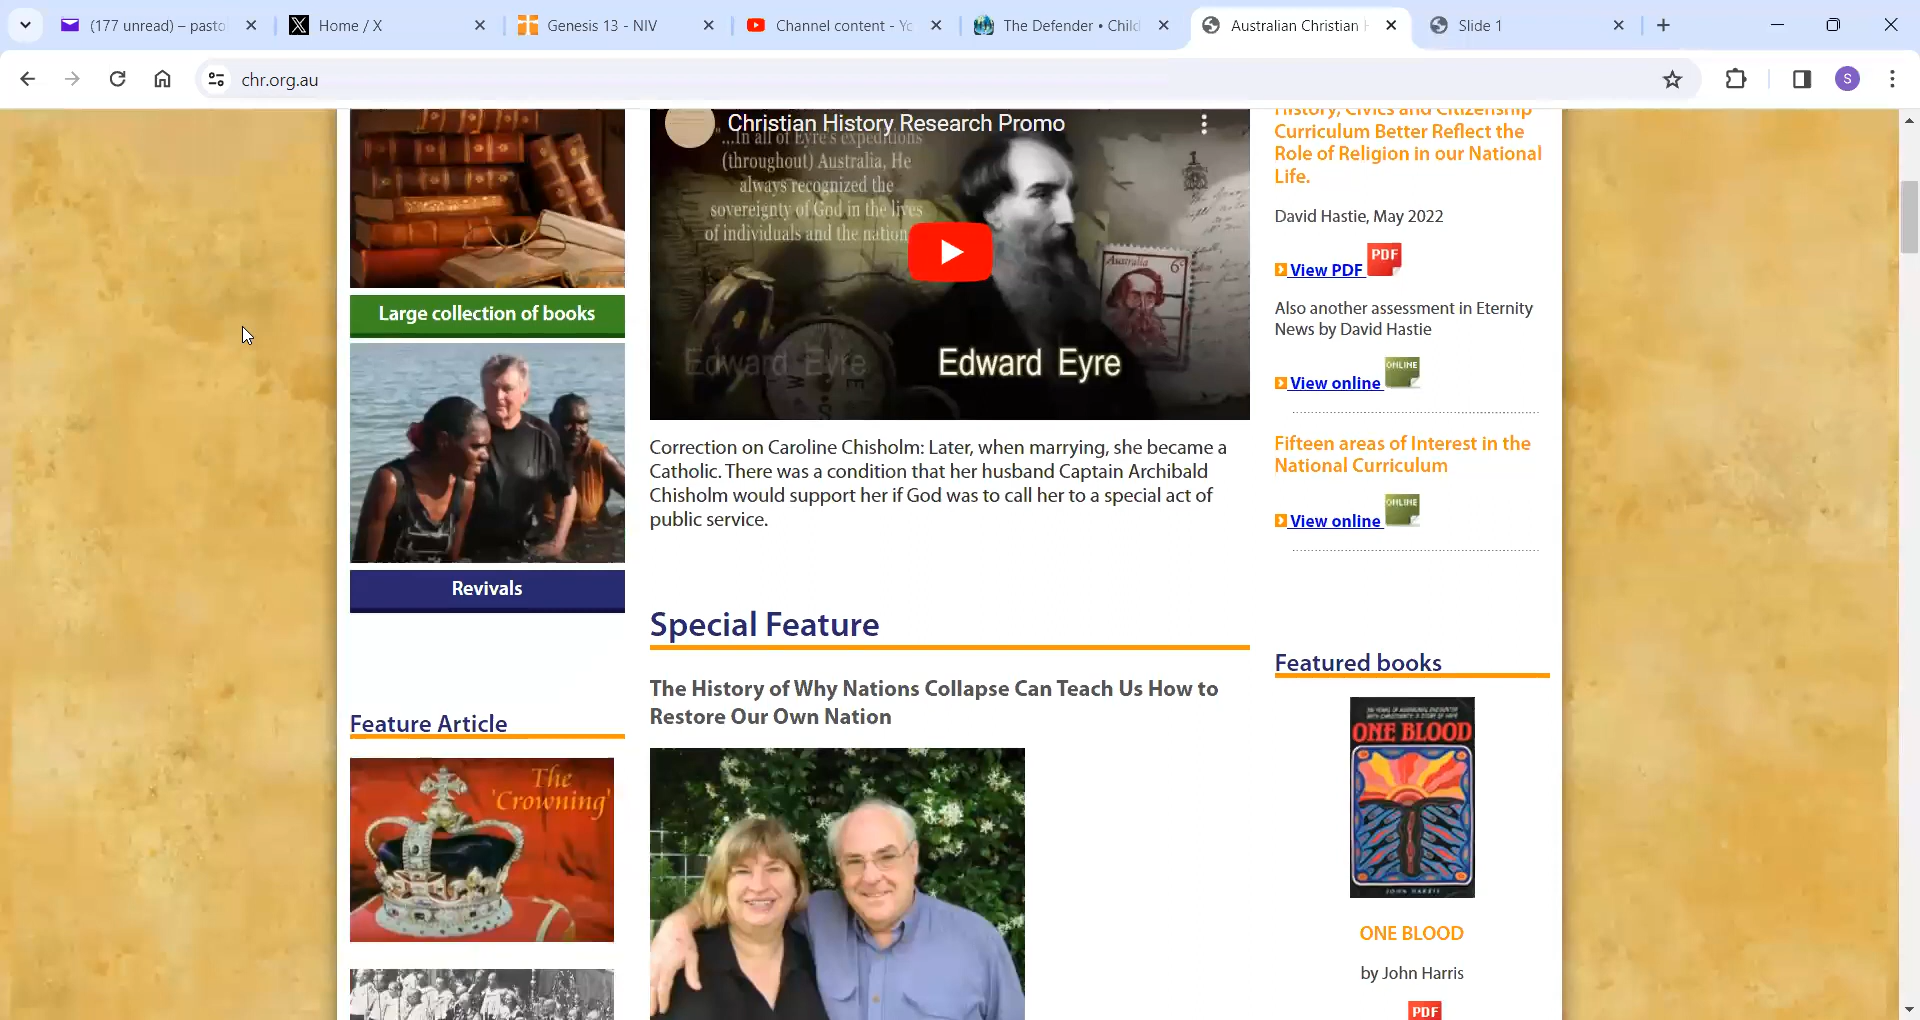 (177 unread) – pasto
Home / X
Genesis 13 - NIV
Channel content - Yo
The Defender • Child
Australian Christian H
Slide 1
chr.org.au
S
Large collection of books
Revivals
Feature Article
The
'Crowning'
Christian History Research Promo
...In all of Eyre's expeditions
(throughout) Australia, He
always recognized the
sovereignty of God in the lives
of individuals and the nation
Australia
6
Edward Eyre
Edward Eyre
Correction on Caroline Chisholm: Later, when marrying, she became a
Catholic. There was a condition that her husband Captain Archibald
Chisholm would support her if God was to call her to a special act of
public service.
Special Feature
The History of Why Nations Collapse Can Teach Us How to
Restore Our Own Nation
History, Civics and Citizenship
Curriculum Better Reflect the
Role of Religion in our National
Life.
David Hastie, May 2022
View PDF PDF
Also another assessment in Eternity
News by David Hastie
View online ONLINE
Fifteen areas of Interest in the
National Curriculum
View online ONLINE
Featured books
ONE BLOOD
JOHN HARRIS
ONE BLOOD
by John Harris
PDF